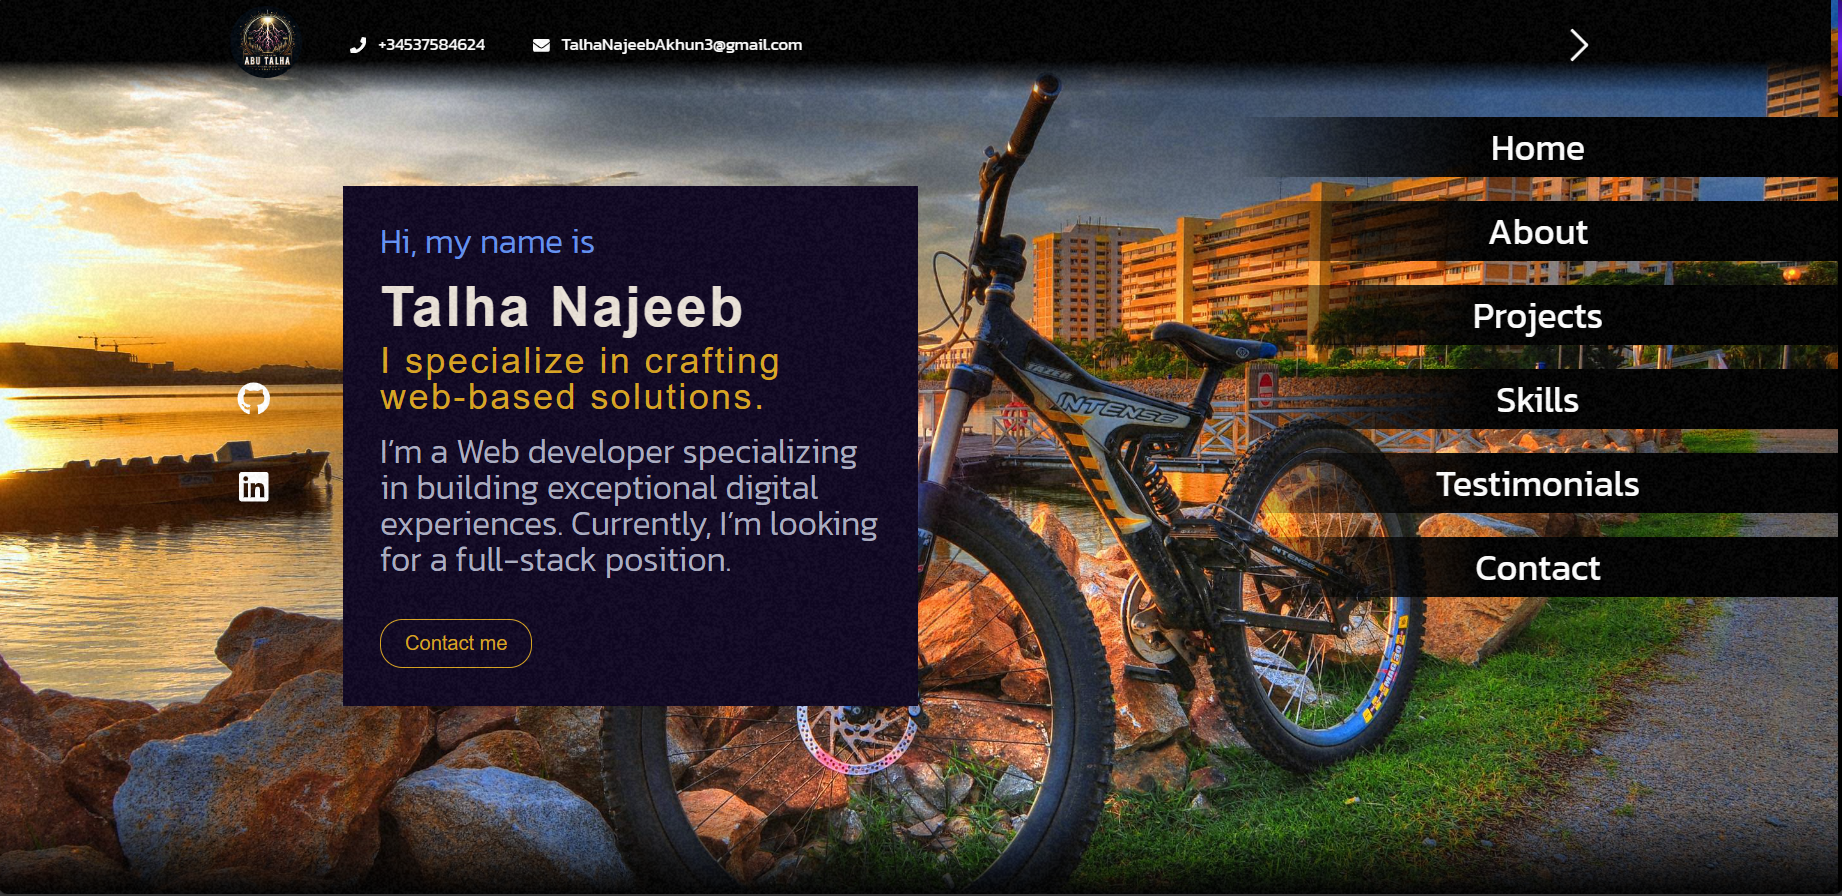 ABU TALHA
+34537584624
TalhaNajeebAkhun3@gmail.com
Home
About
Projects
Skills
Testimonials
Contact
Hi, my name is
Talha Najeeb
I specialize in crafting
web-based solutions.
I’m a Web developer specializing
in building exceptional digital
experiences. Currently, I’m looking
for a full-stack position.
Contact me
in
INTENSE
INTENSE